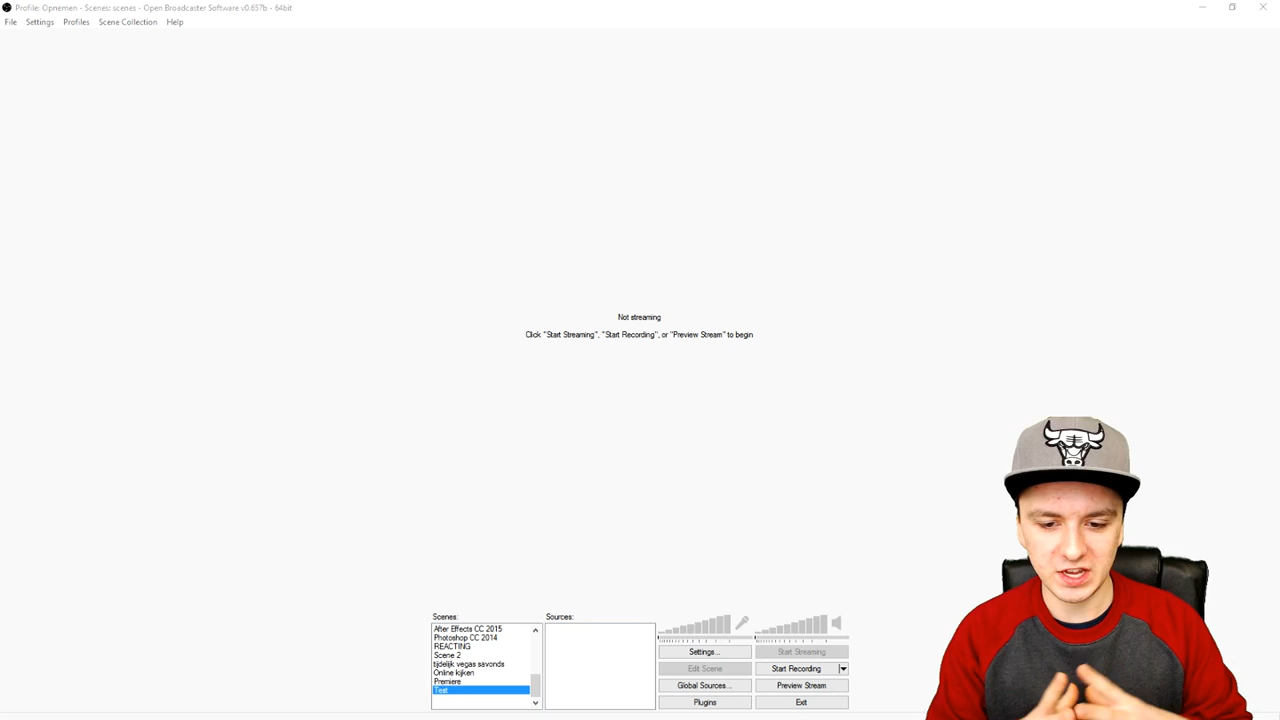 Profile: Opnemen - Scenes: scenes - Open Broadcaster Software v0.657b - 64bit
File Settings Profiles Scene Collection Help
Not streaming
Click "Start Streaming", "Start Recording", or "Preview Stream" to begin
Scenes:
After Effects CC 2015
Photoshop CC 2014
REACTING
Scene 2
tijdelijk vegas savonds
Online kijken
Premiere
Test
Sources:
Settings...
Start Streaming
Edit Scene
Start Recording
Global Sources...
Preview Stream
Plugins
Exit